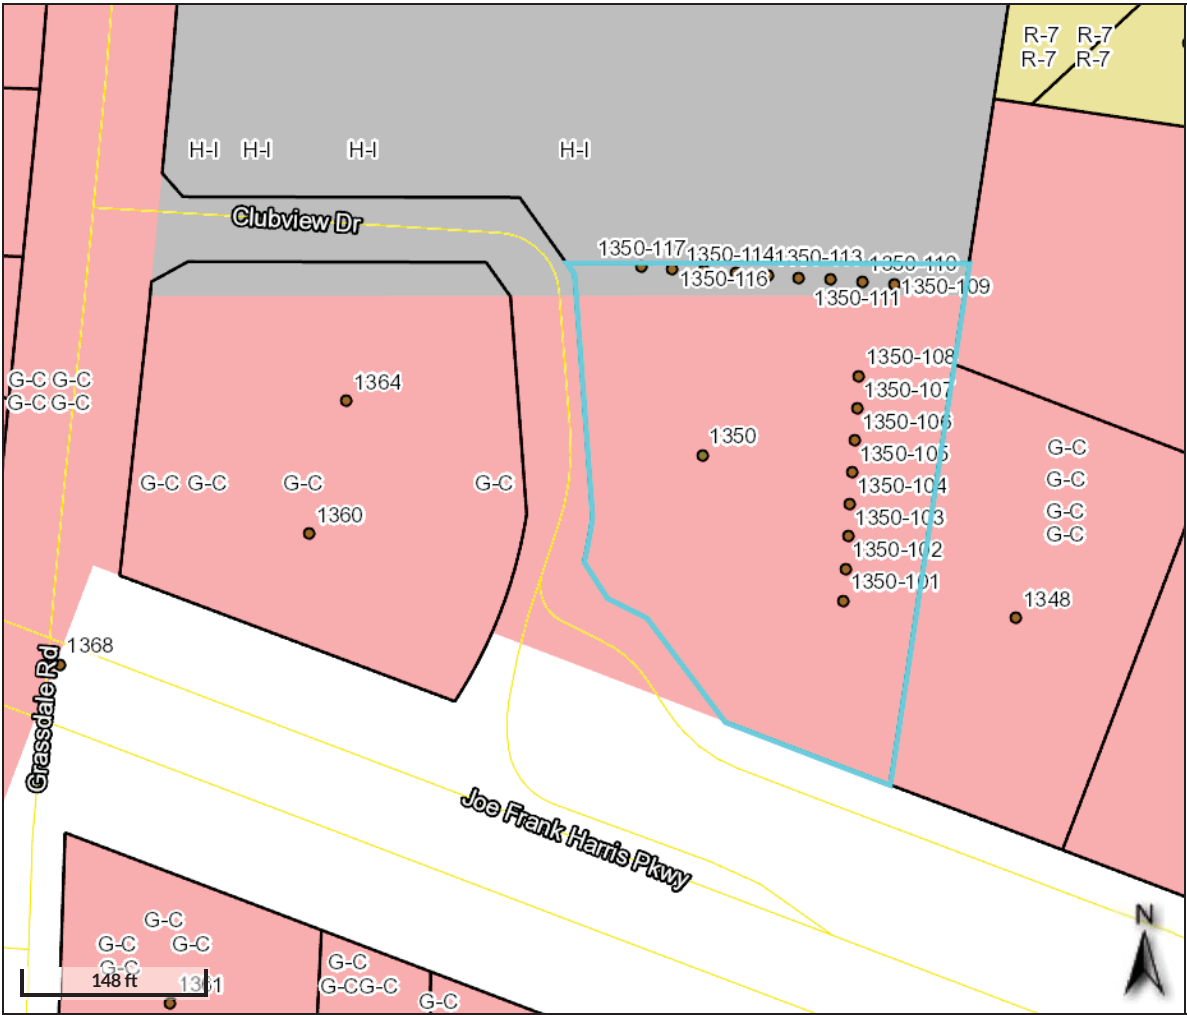 R-7 R-7
R-7 R-7
H-I H-I H-I H-I
Clubview Dr
1350-117 1350-114 1350-113 1350-110
1350-116 1350-109
1350-111
1350-108
G-C G-C
1364
1350-107
G-C G-C
1350-106
1350
G-C
1350-105
G-C G-C G-C G-C
G-C
1350-104
1360
G-C
1350-103
G-C
1350-102
1350-101
1348
1368
Grassdale Rd
Joe Frank Harris Pkwy
N
G-C
G-C G-C
G-C
G-C
148 ft
1361
G-CG-C
G-C